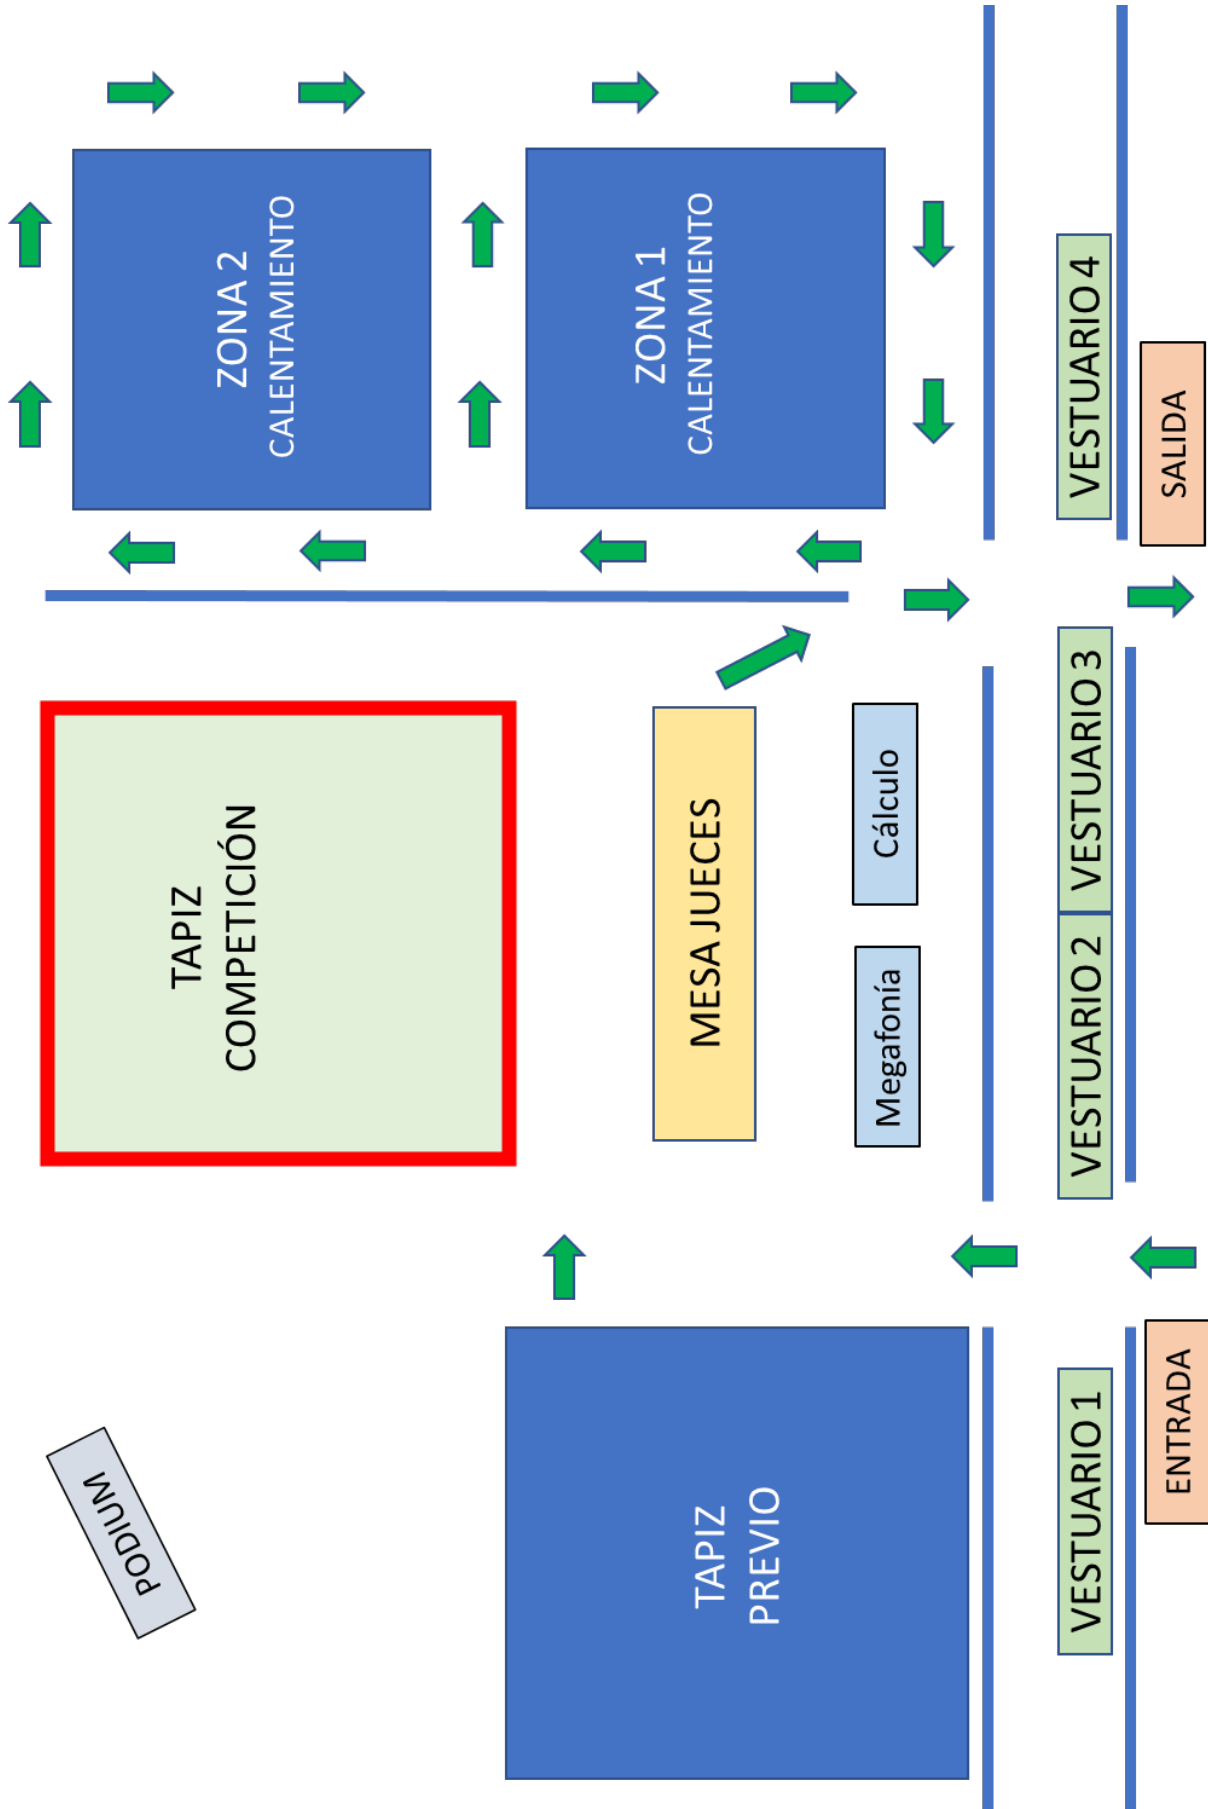 PODIUM
TAPIZ
COMPETICIÓN
ZONA 2
CALENTAMIENTO
TAPIZ
PREVIO
MESA JUECES
ZONA 1
CALENTAMIENTO
Megafonía
Cálculo
VESTUARIO 1
VESTUARIO 2
VESTUARIO 3
VESTUARIO 4
ENTRADA
SALIDA